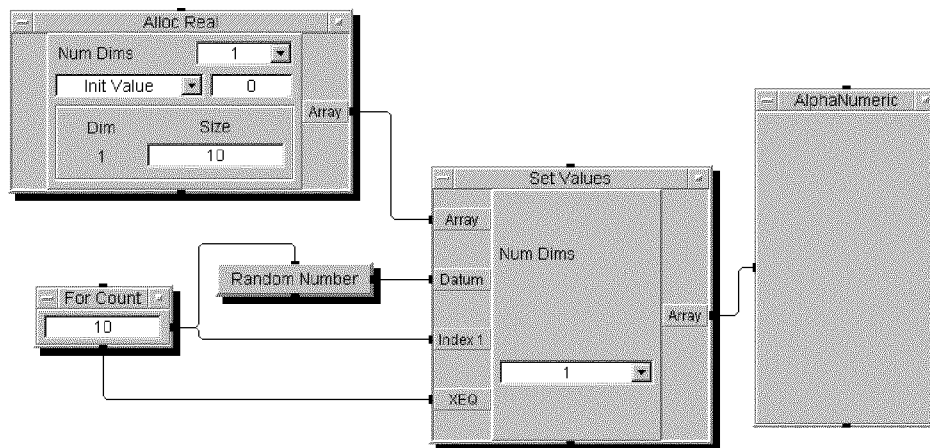 Alloc Real
Num Dims 1
Init Value 0
Array
Dim Size
1 10
AlphaNumeric
Set Values
Array
Num Dims
Random Number
Datum
For Count
10
Array
Index 1
1
XEQ